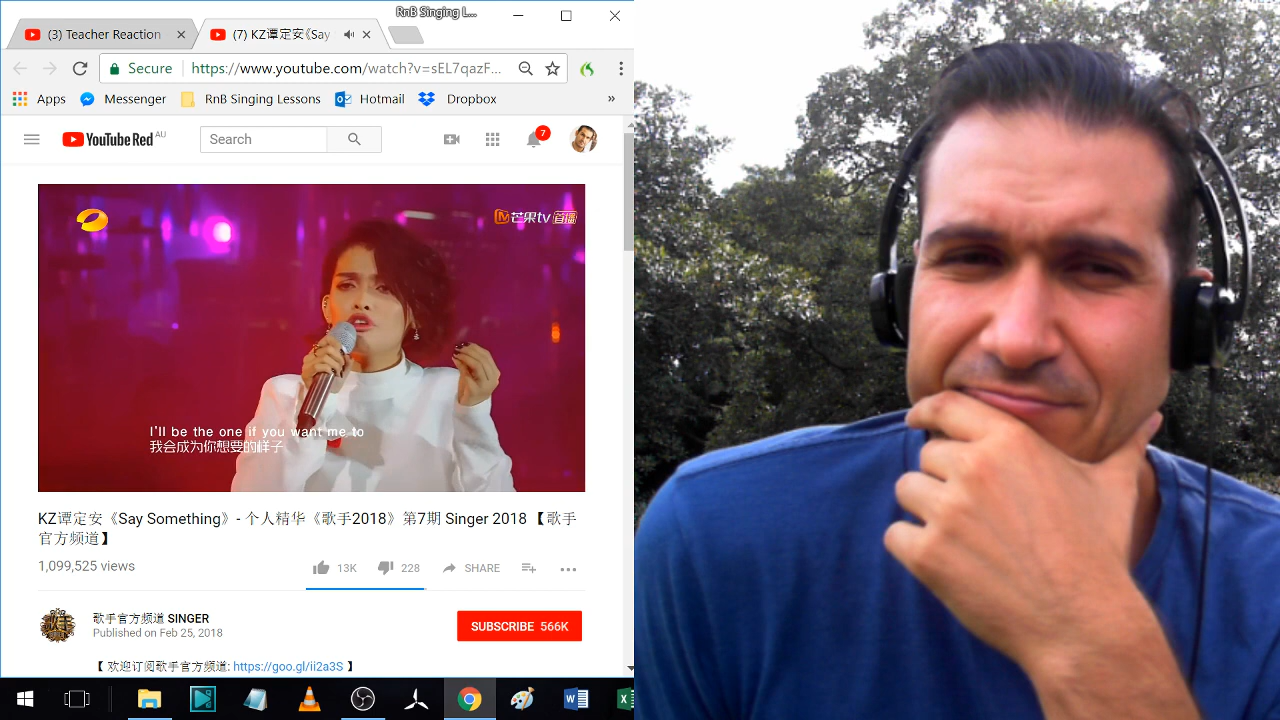 RnB Singing L...
(3) Teacher Reaction
(7) KZ谭定安《Say
Secure
https://www.youtube.com/watch?v=sEL7qazF...
Apps
Messenger
RnB Singing Lessons
Hotmail
Dropbox
»
YouTube Red AU
Search
7
芒果tv 首播
I'll be the one if you want me to
我会成为你想要的样子
KZ谭定安《Say Something》- 个人精华《歌手2018》第7期 Singer 2018 【歌手
官方频道】
1,099,525 views
13K
228
SHARE
歌手官方频道 SINGER
Published on Feb 25, 2018
SUBSCRIBE 566K
【 欢迎订阅歌手官方频道: https://goo.gl/ii2a3S 】